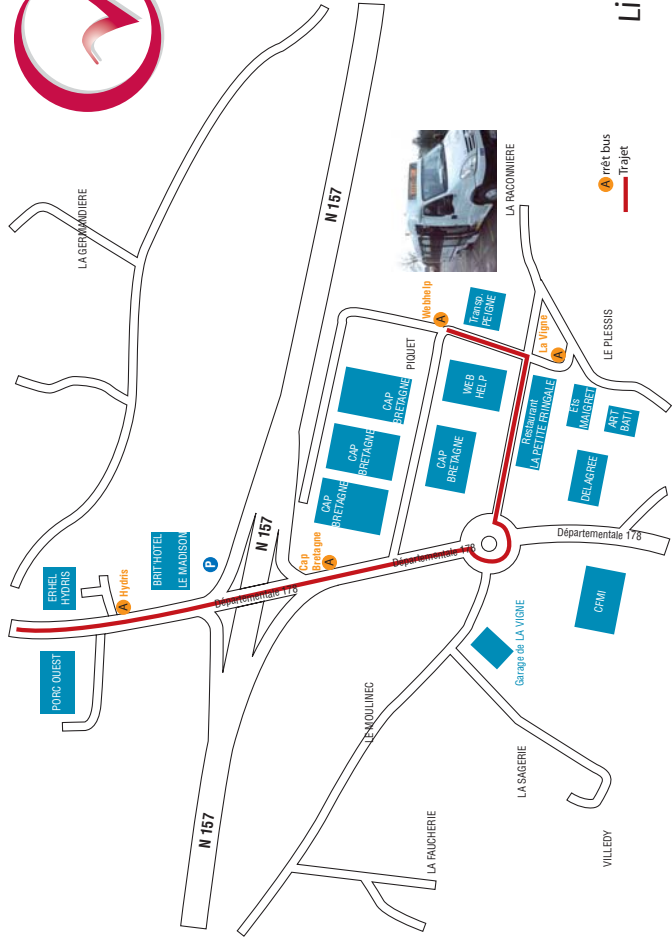 LA GERMANDIERE
N 157
N 157
N 157
ERHEL
HYDRIS
A Hydris
PORC OUEST
BRIT HOTEL
LE MADISON
P
Départementale 178
Cap
Bretagne
A
CAP
BRETAGNE
CAP
BRETAGNE
CAP
BRETAGNE
PIQUET
Webhelp
A
Transp.
PEIGNE
LA RACONNIERE
CAP
BRETAGNE
WEB
HELP
Départementale 178
Restaurant
LA PETITE FRINGALE
La Vigne
A
LE PLESSIS
Ets
MAIGRET
ART
BATI
DELAGREE
Départementale 178
CFMI
Garage de LA VIGNE
LE MOULINEC
LA SAGERIE
LA FAUCHERIE
VILLEDY
A rrêt bus
Trajet
Li